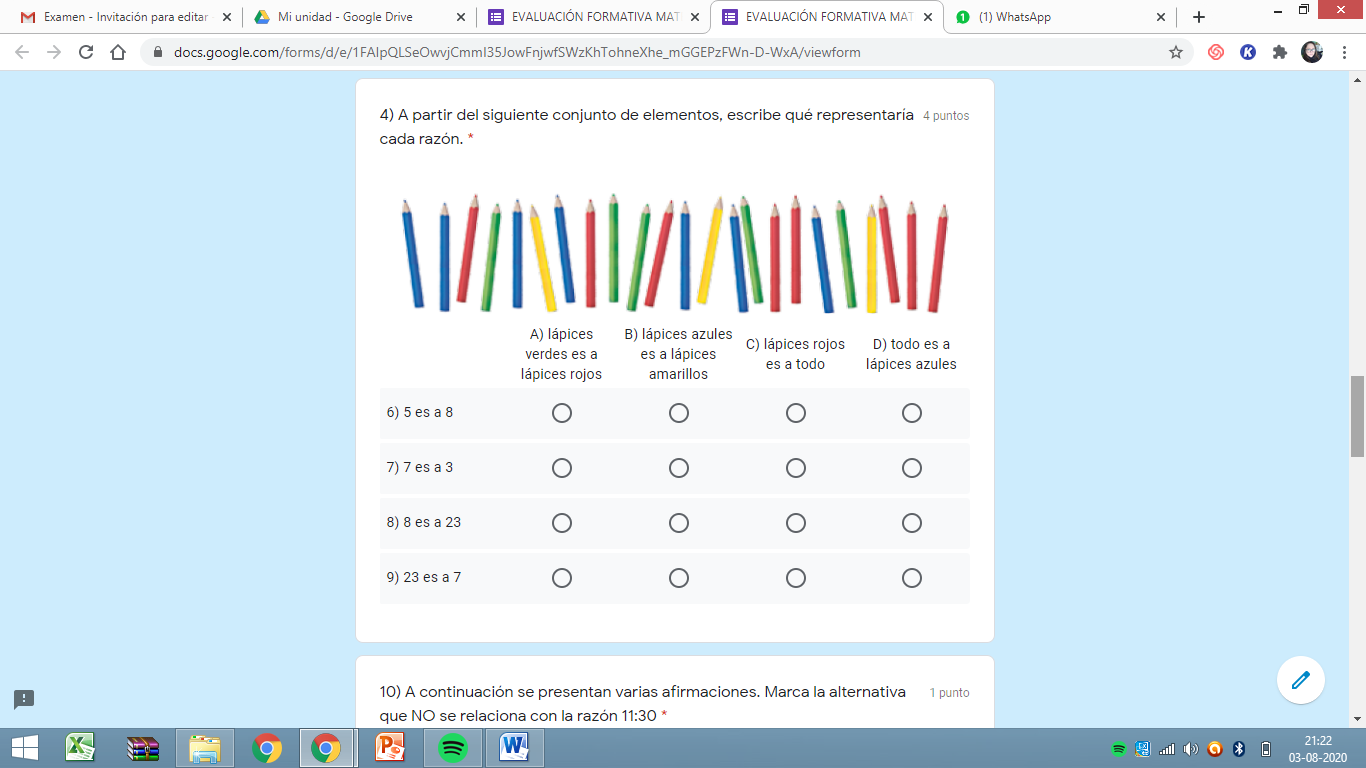 Examen - Invitación para editar
Mi unidad - Google Drive
EVALUACIÓN FORMATIVA MAT
EVALUACIÓN FORMATIVA MAT
(1) WhatsApp
docs.google.com/forms/d/e/1FAIpQLSeOwvjCmmI35JowFnjwfSWzKhTohneXhe_mGGEPzFWn-D-WxA/viewform
4) A partir del siguiente conjunto de elementos, escribe qué representaría 4 puntos
cada razón. *
A) lápices
verdes es a
lápices rojos
B) lápices azules
es a lápices
amarillos
C) lápices rojos
es a todo
D) todo es a
lápices azules
6) 5 es a 8
7) 7 es a 3
8) 8 es a 23
9) 23 es a 7
10) A continuación se presentan varias afirmaciones. Marca la alternativa 1 punto
que NO se relaciona con la razón 11:30 *
21:22
03-08-2020